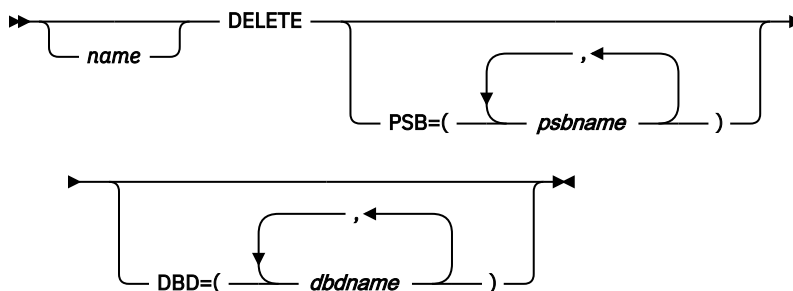 DELETE
name
,
PSB=( psbname )
,
DBD=( dbdname )